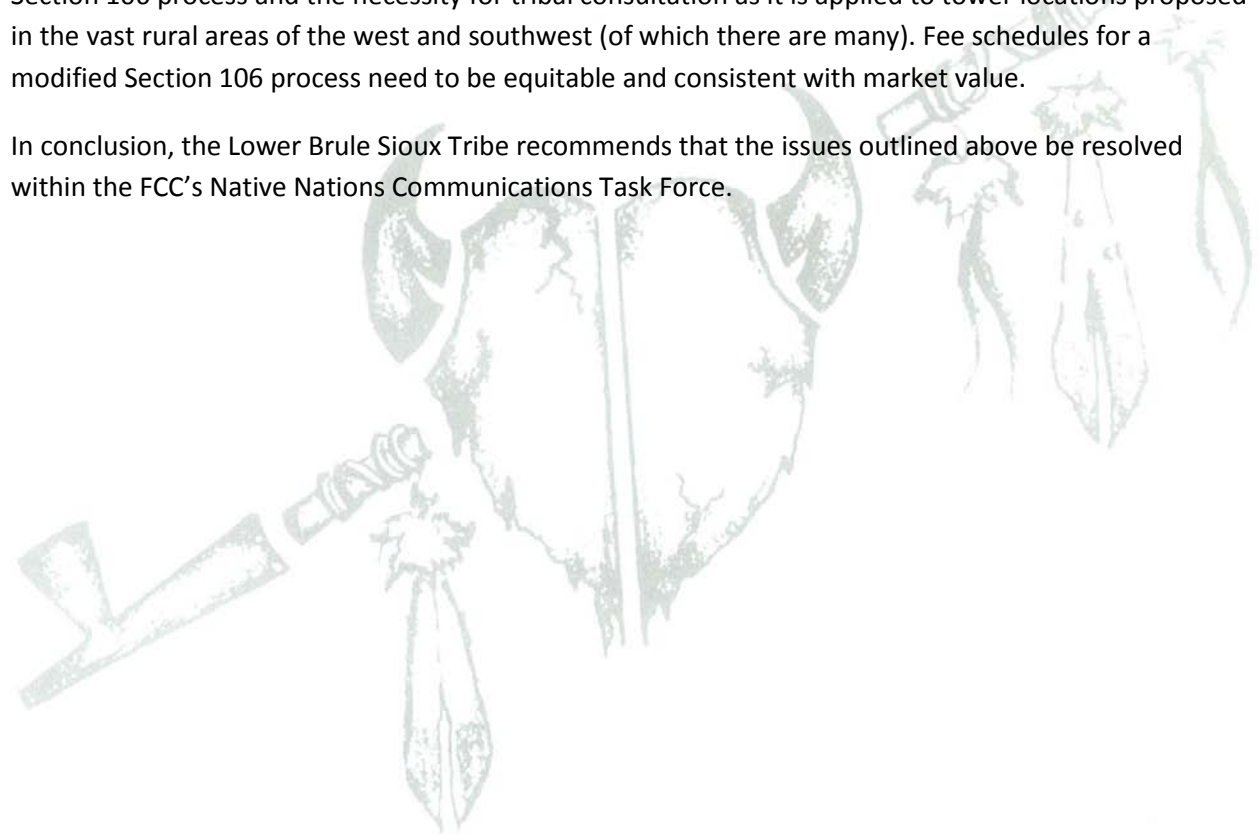 Section 106 process and the necessity for tribal consultation as it is applied to tower locations proposed
in the vast rural areas of the west and southwest (of which there are many). Fee schedules for a
modified Section 106 process need to be equitable and consistent with market value.
In conclusion, the Lower Brule Sioux Tribe recommends that the issues outlined above be resolved
within the FCC’s Native Nations Communications Task Force.